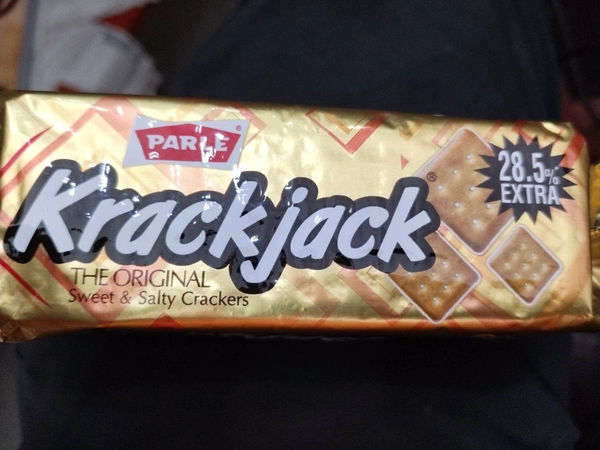 PARLE
Krackjack
THE ORIGINAL
Sweet & Salty Crackers
28.5%
EXTRA